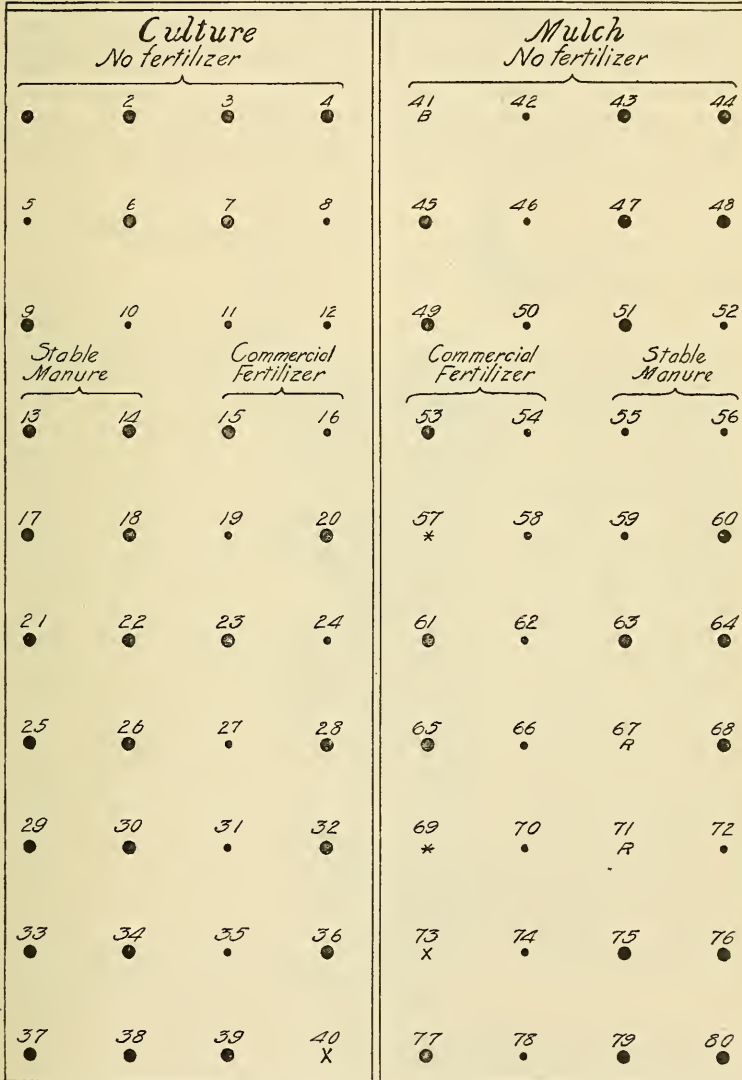 Culture
No fertilizer
Mulch
No fertilizer
2 3 4 41 42 43 44
B
5 6 7 8 45 46 47 48
9 10 11 12 49 50 51 52
Stable
Manure
Commercial
Fertilizer
Commercial
Fertilizer
Stable
Manure
13 14 15 16 53 54 55 56
17 18 19 20 57 58 59 60
*
21 22 23 24 61 62 63 64
25 26 27 28 65 66 67 68
R
29 30 31 32 69 70 71 72
* R
33 34 35 36 73 74 75 76
X
37 38 39 40 77 78 79 80
X